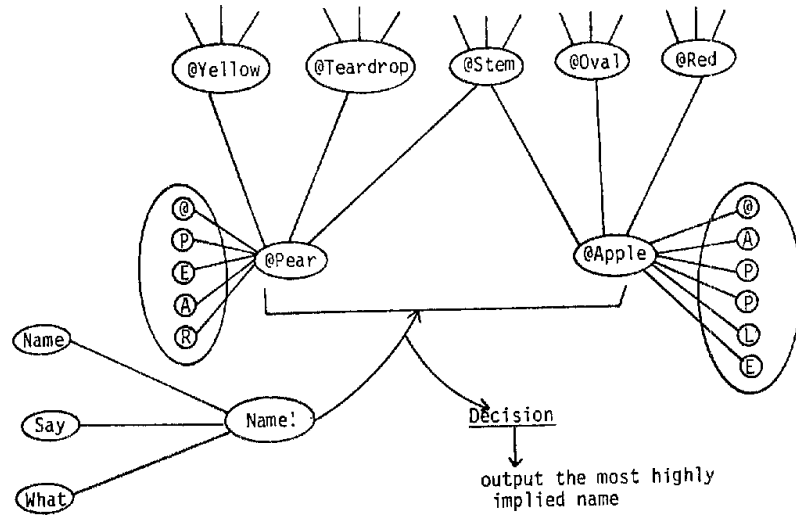 @Yellow
@Teardrop
@Stem
@Oval
@Red
@
P
E
A
R
@Pear
@Apple
@
A
P
P
L
E
Name
Say
What
Name!
Decision
output the most highly
implied name